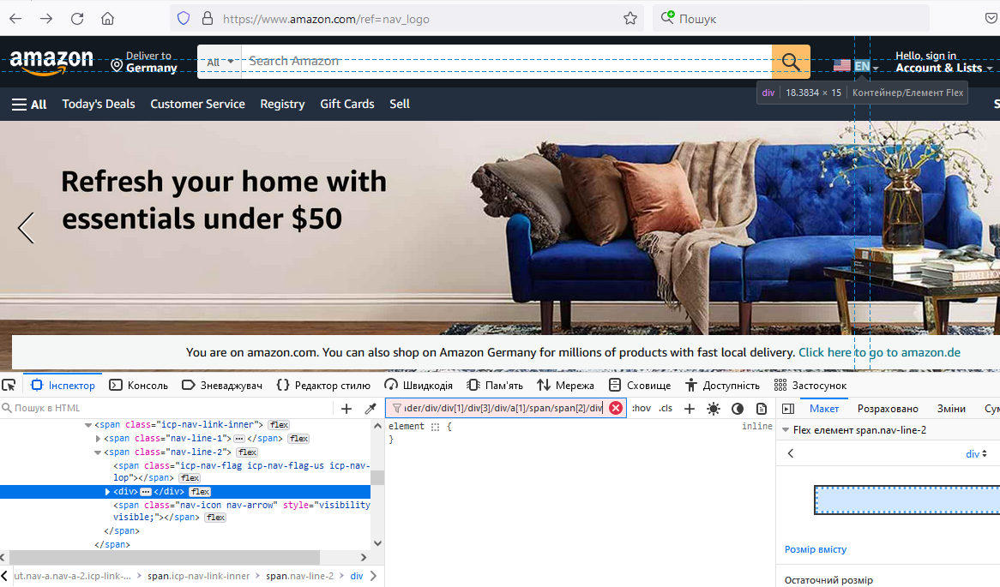 https://www.amazon.com/ref=nav_logo
Пошук
amazon
Deliver to
Germany
All
Search Amazon
EN
Hello, sign in
Account & Lists
div 18.3834 × 15 Контейнер/Елемент Flex
All Today's Deals Customer Service Registry Gift Cards Sell S
Refresh your home with
essentials under $50
You are on amazon.com. You can also shop on Amazon Germany for millions of products with fast local delivery. Click here to go to amazon.de
Інспектор Консоль Зневаджувач Редактор стилю Швидкодія Пам'ять Мережа Сховище Доступність Застосунок
Пошук в HTML
<span class="icp-nav-link-inner"> flex
<span class="nav-line-1"> </span> flex
<span class="nav-line-2"> flex
<span class="icp-nav-flag icp-nav-flag-us icp-nav-
lop"></span> flex
<div> </div> flex
<span class="nav-icon nav-arrow" style="visibility
visible;"></span> flex
</span>
</span>
ut.nav-a.nav-a-2.icp-link-... span.icp-nav-link-inner span.nav-line-2 div
ıder/div/div[1]/div[3]/div/a[1]/span/span[2]/div
:hov .cls
element { inline
}
Макет Розраховано Зміни Сум
Flex елемент span.nav-line-2
div
Розмір вмісту
Остаточний розмір